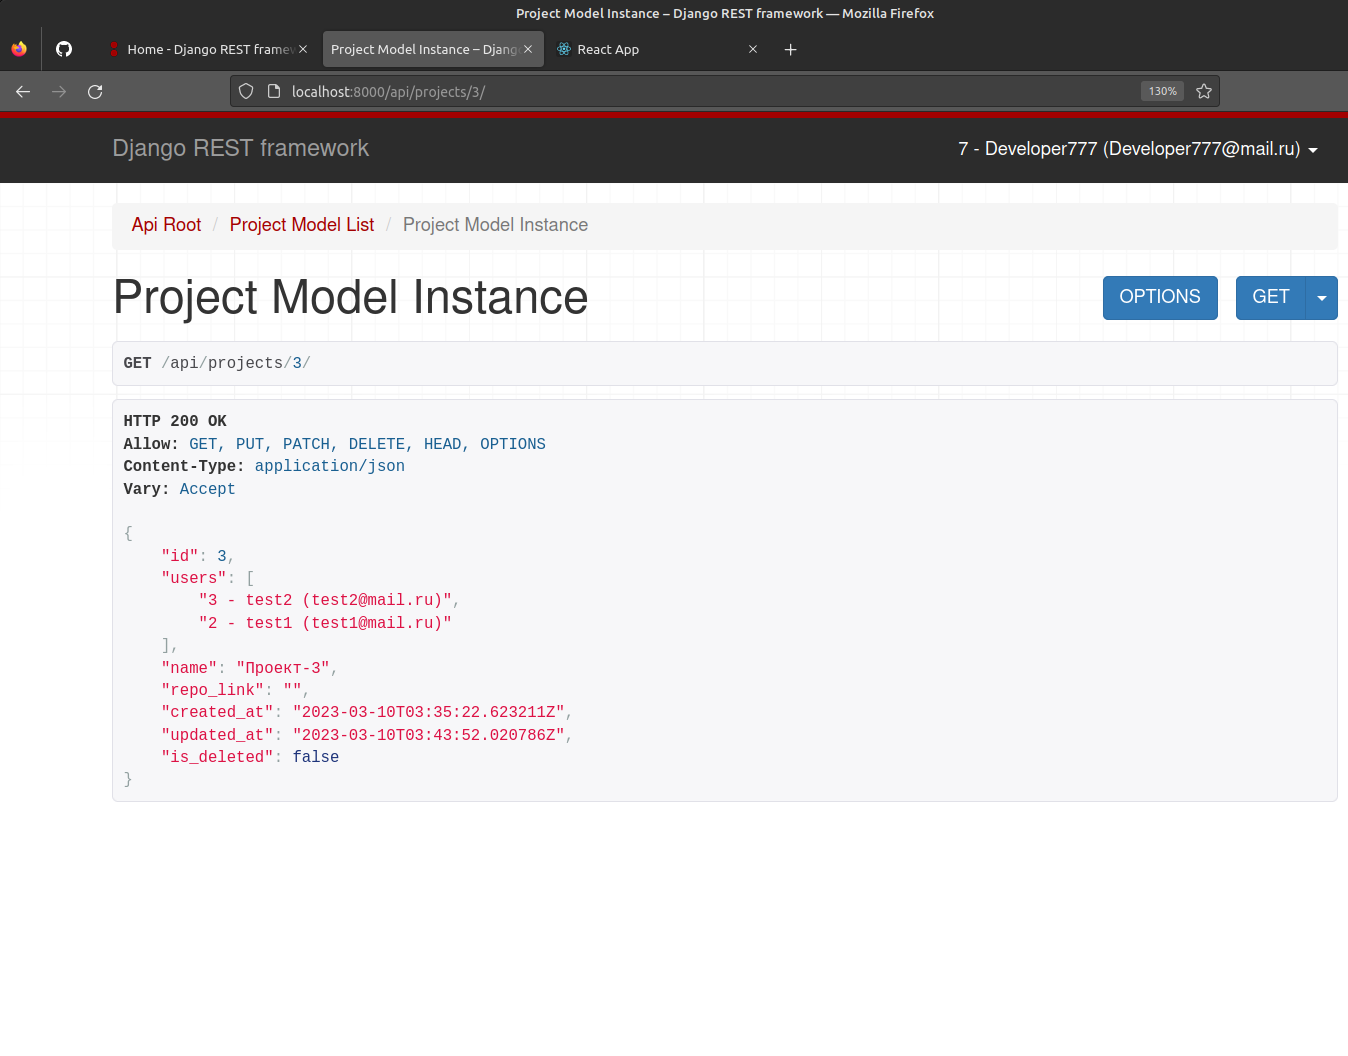 Project Model Instance – Django REST framework — Mozilla Firefox
Home - Django REST framew
Project Model Instance – Django
React App
localhost:8000/api/projects/3/
130%
Django REST framework
7 - Developer777 (Developer777@mail.ru)
Api Root / Project Model List / Project Model Instance
Project Model Instance
OPTIONS
GET
GET /api/projects/3/
HTTP 200 OK
Allow: GET, PUT, PATCH, DELETE, HEAD, OPTIONS
Content-Type: application/json
Vary: Accept
{
    "id": 3,
    "users": [
        "3 - test2 (test2@mail.ru)",
        "2 - test1 (test1@mail.ru)"
    ],
    "name": "Проект-3",
    "repo_link": "",
    "created_at": "2023-03-10T03:35:22.623211Z",
    "updated_at": "2023-03-10T03:43:52.020786Z",
    "is_deleted": false
}